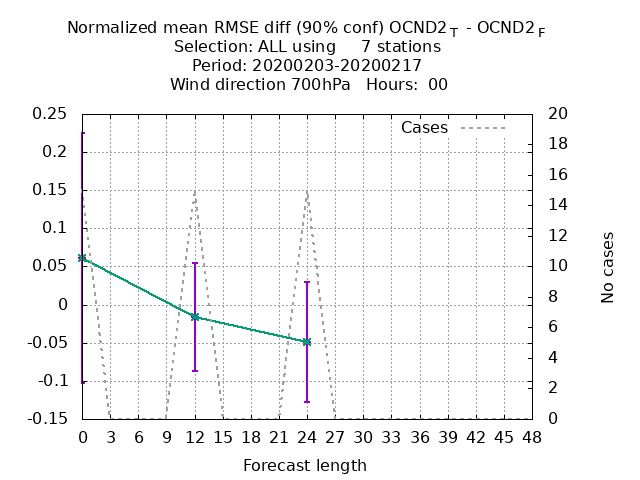 Normalized mean RMSE diff (90% conf) OCND2 T - OCND2 F
Selection: ALL using 7 stations
Period: 20200203-20200217
Wind direction 700hPa Hours: 00
0.25
0.2
0.15
0.1
0.05
0
-0.05
-0.1
-0.15
Cases
20
18
16
14
12
10
8
6
4
2
0
No cases
0 3 6 9 12 15 18 21 24 27 30 33 36 39 42 45 48
Forecast length